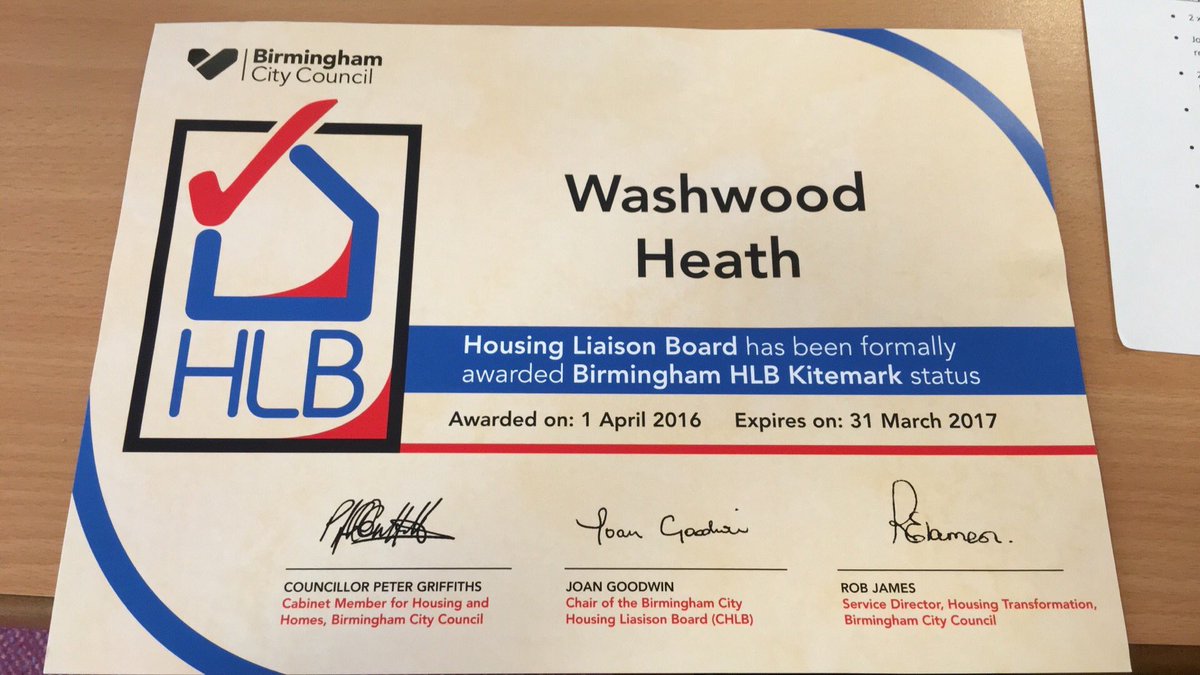 Birmingham
City Council
HLB
Washwood
Heath
Housing Liaison Board has been formally
awarded Birmingham HLB Kitemark status
Awarded on: 1 April 2016 Expires on: 31 March 2017
Joan Goodwin
COUNCILLOR PETER GRIFFITHS
Cabinet Member for Housing and
Homes, Birmingham City Council
JOAN GOODWIN
Chair of the Birmingham City
Housing Liasison Board (CHLB)
ROB JAMES
Service Director, Housing Transformation,
Birmingham City Council